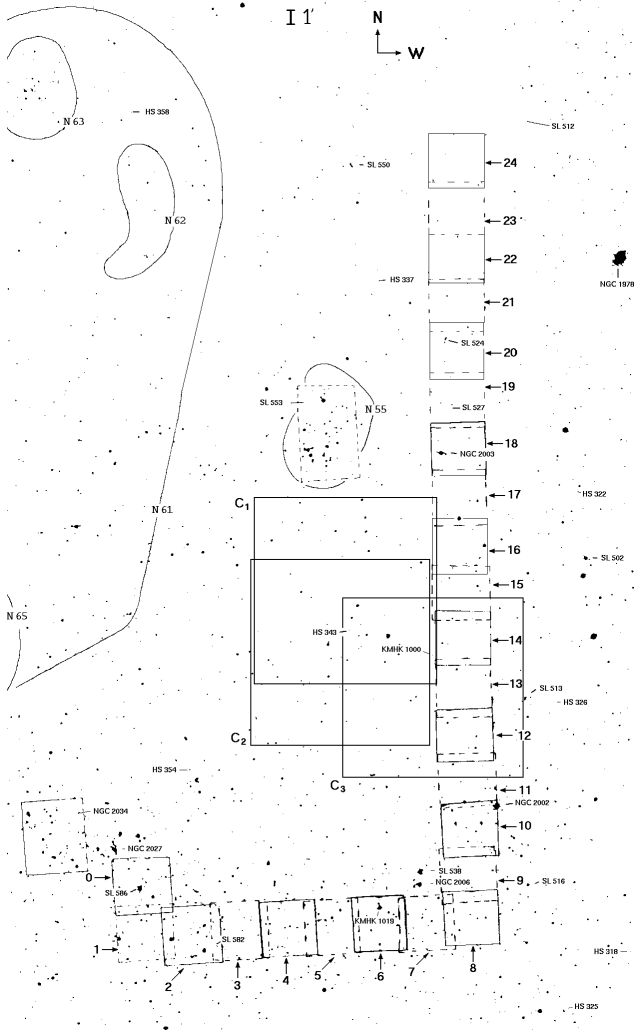 I 1'
N
W
N 63
HS 358
SL 512
SL 550
24
N 62
23
22
NGC 1978
HS 337
21
SL 524
20
19
SL 553
N 55
SL 527
18
NGC 2003
C1
17
HS 322
N 61
16
SL 502
15
N 65
HS 343
14
KMHK 1000
13
SL 513
HS 326
C2
12
HS 354
C3
11
NGC 2002
NGC 2034
10
NGC 2027
SL 538
0
NGC 2006
9
SL 516
SL 586
KMHK 1019
SL 582
1
2
3
4
5
6
7
8
HS 318
HS 325